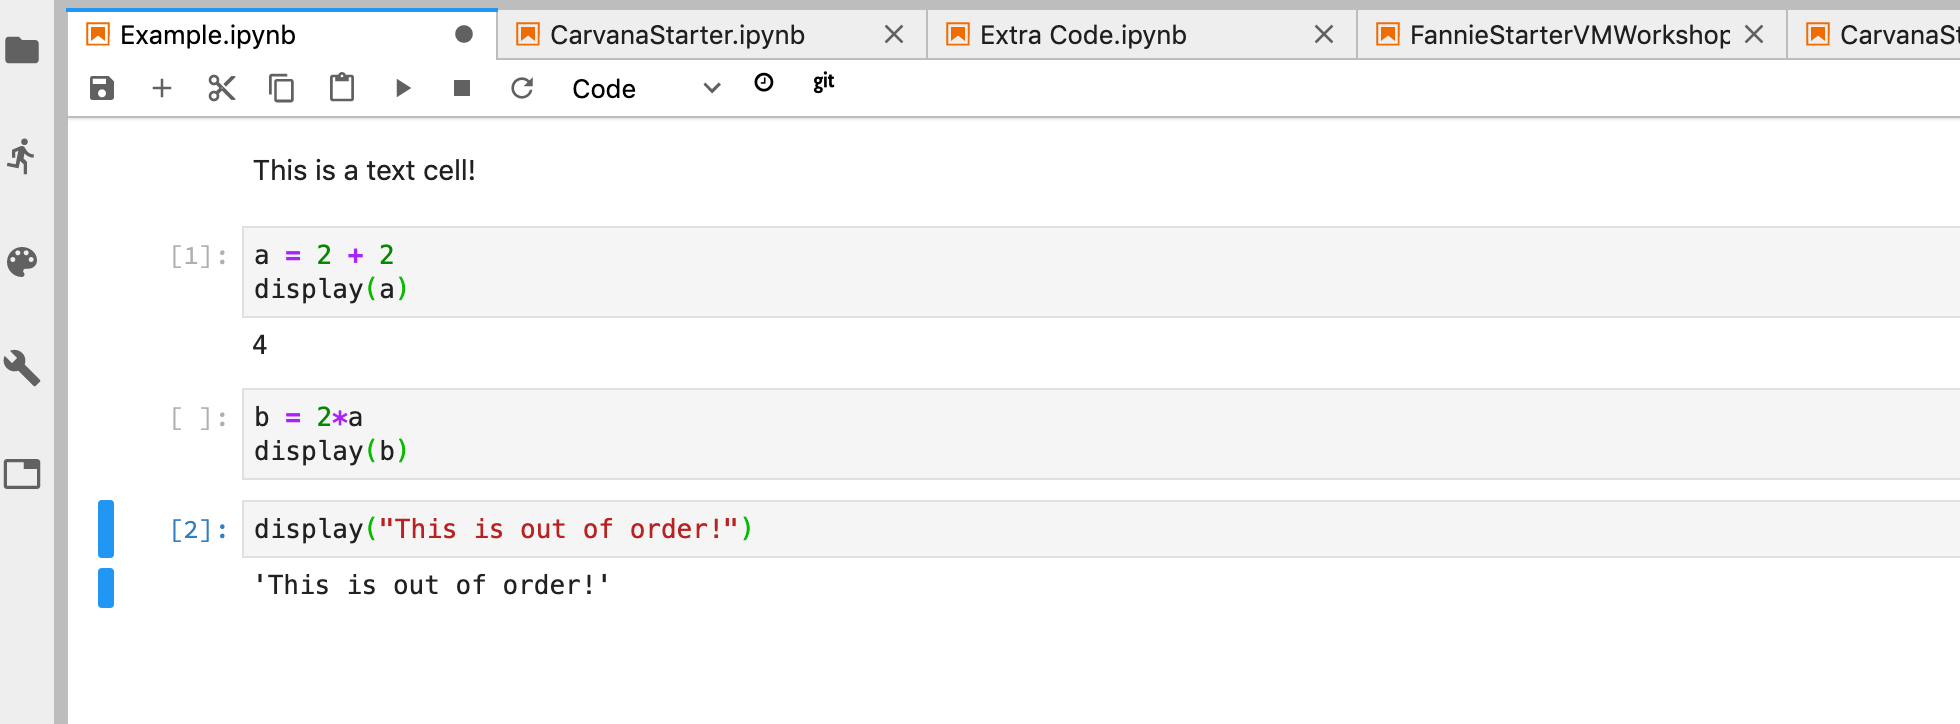 Example.ipynb
CarvanaStarter.ipynb
Extra Code.ipynb
FannieStarterVMWorkshop
CarvanaSt
Code
git
This is a text cell!
[1]:
a = 2 + 2
display(a)
4
[ ]:
b = 2*a
display(b)
[2]:
display("This is out of order!")
'This is out of order!'